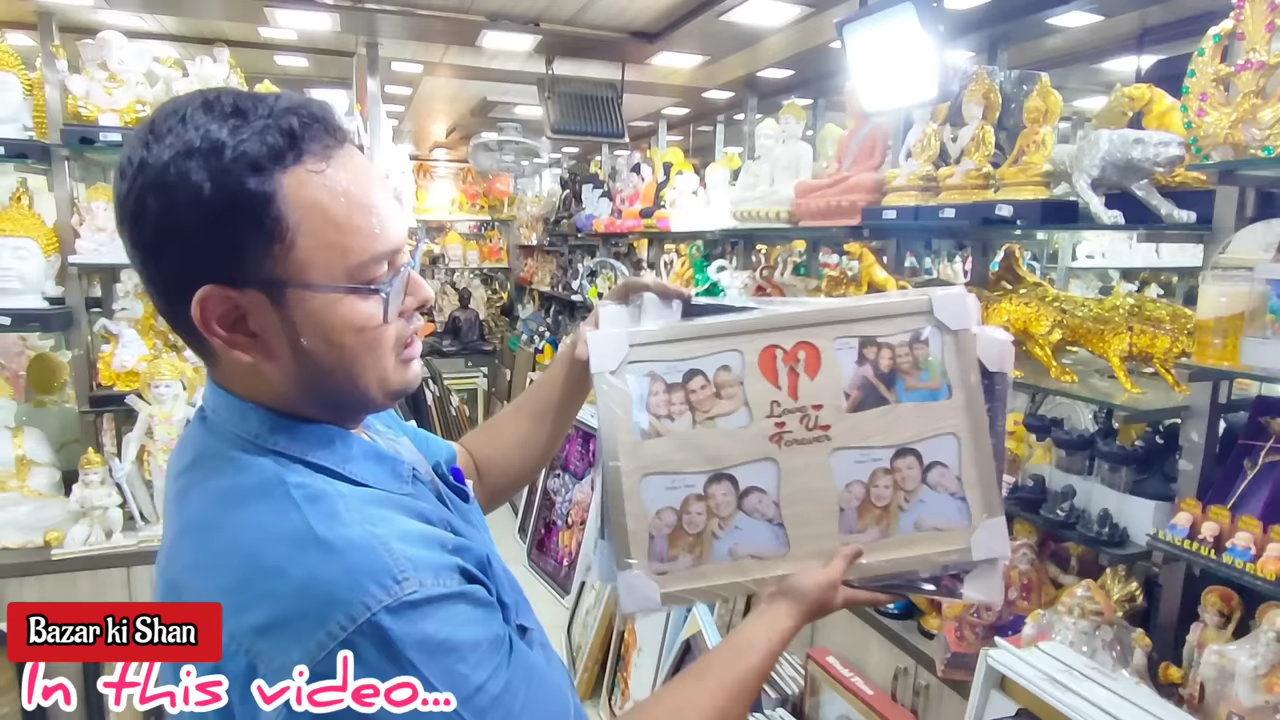 Love
U
Forever
PEACEFUL WORLD
Bazar ki Shan
In this video...